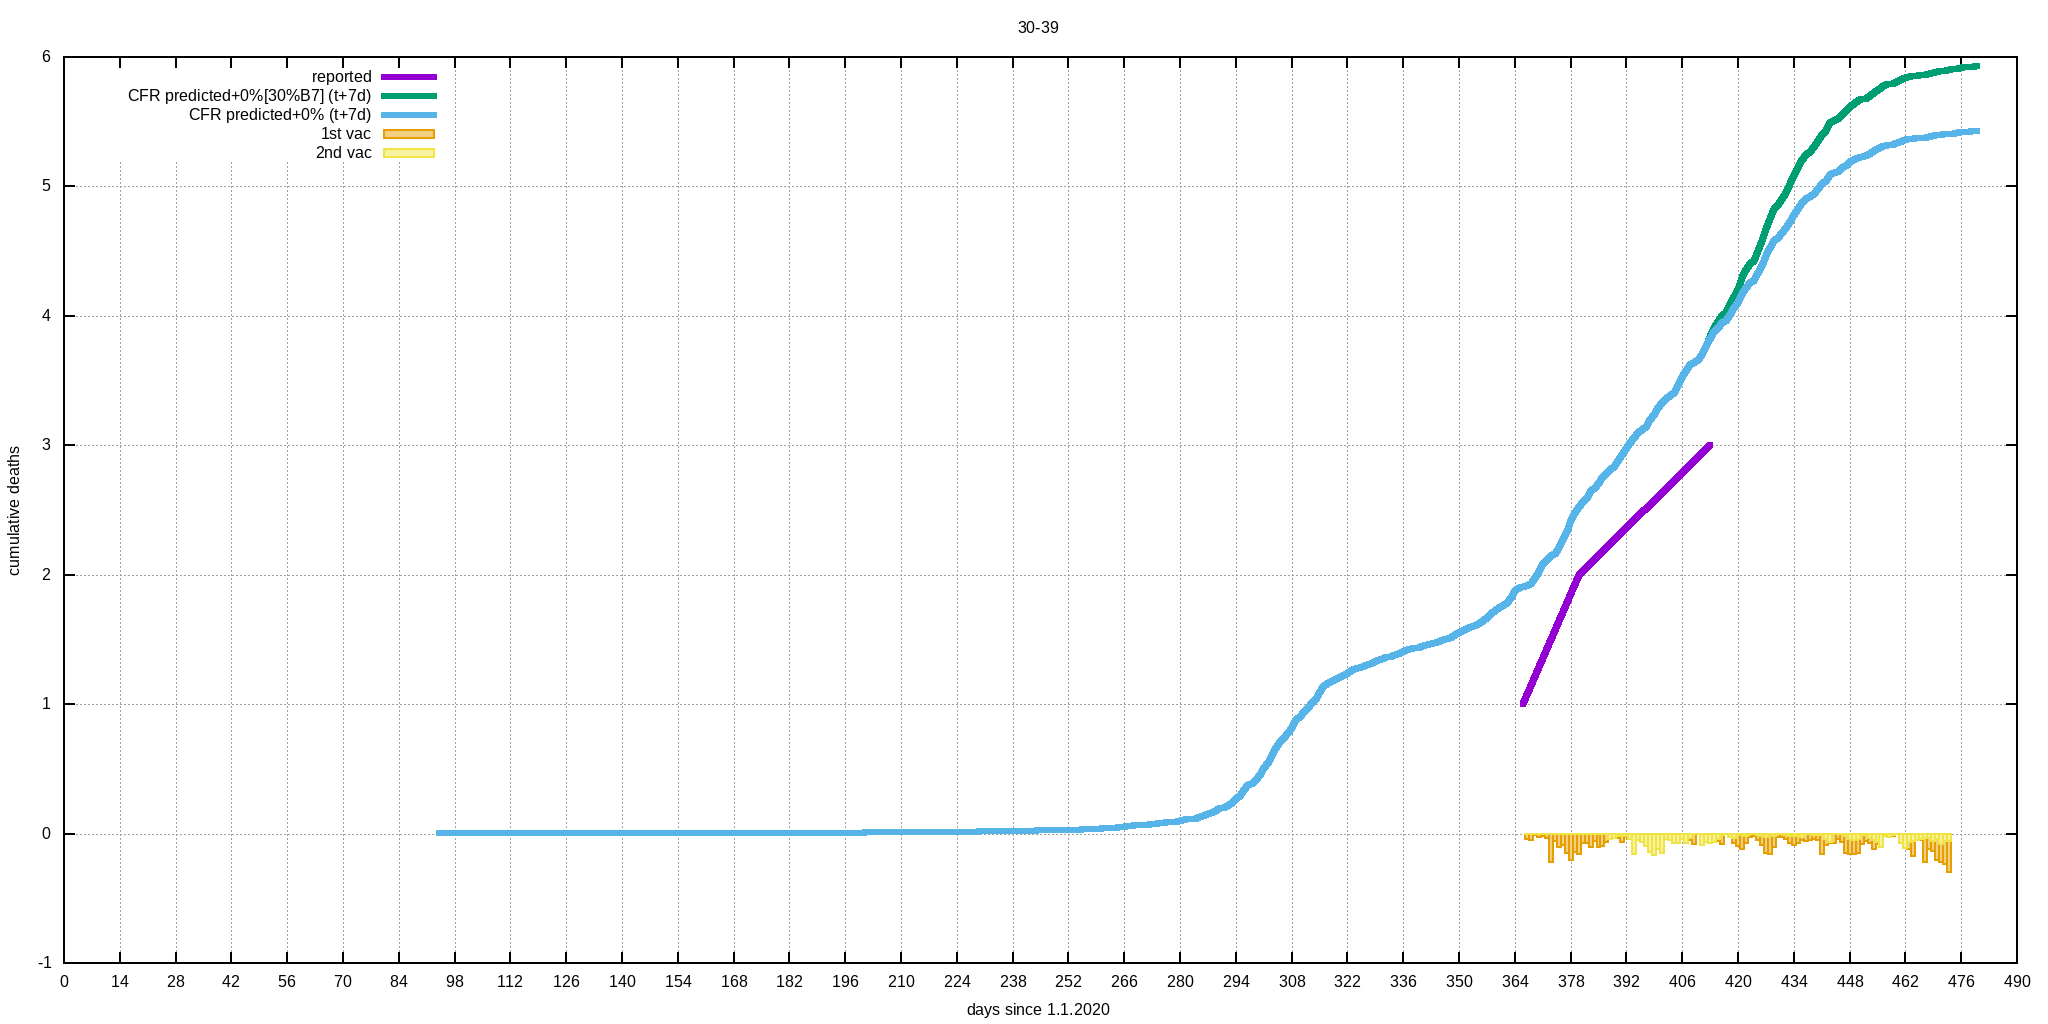 30-39
6
5
4
3
2
1
0
-1
cumulative deaths
reported
CFR predicted+0%[30%B7] (t+7d)
CFR predicted+0% (t+7d)
1st vac
2nd vac
0 14 28 42 56 70 84 98 112 126 140 154 168 182 196 210 224 238 252 266 280 294 308 322 336 350 364 378 392 406 420 434 448 462 476 490
days since 1.1.2020